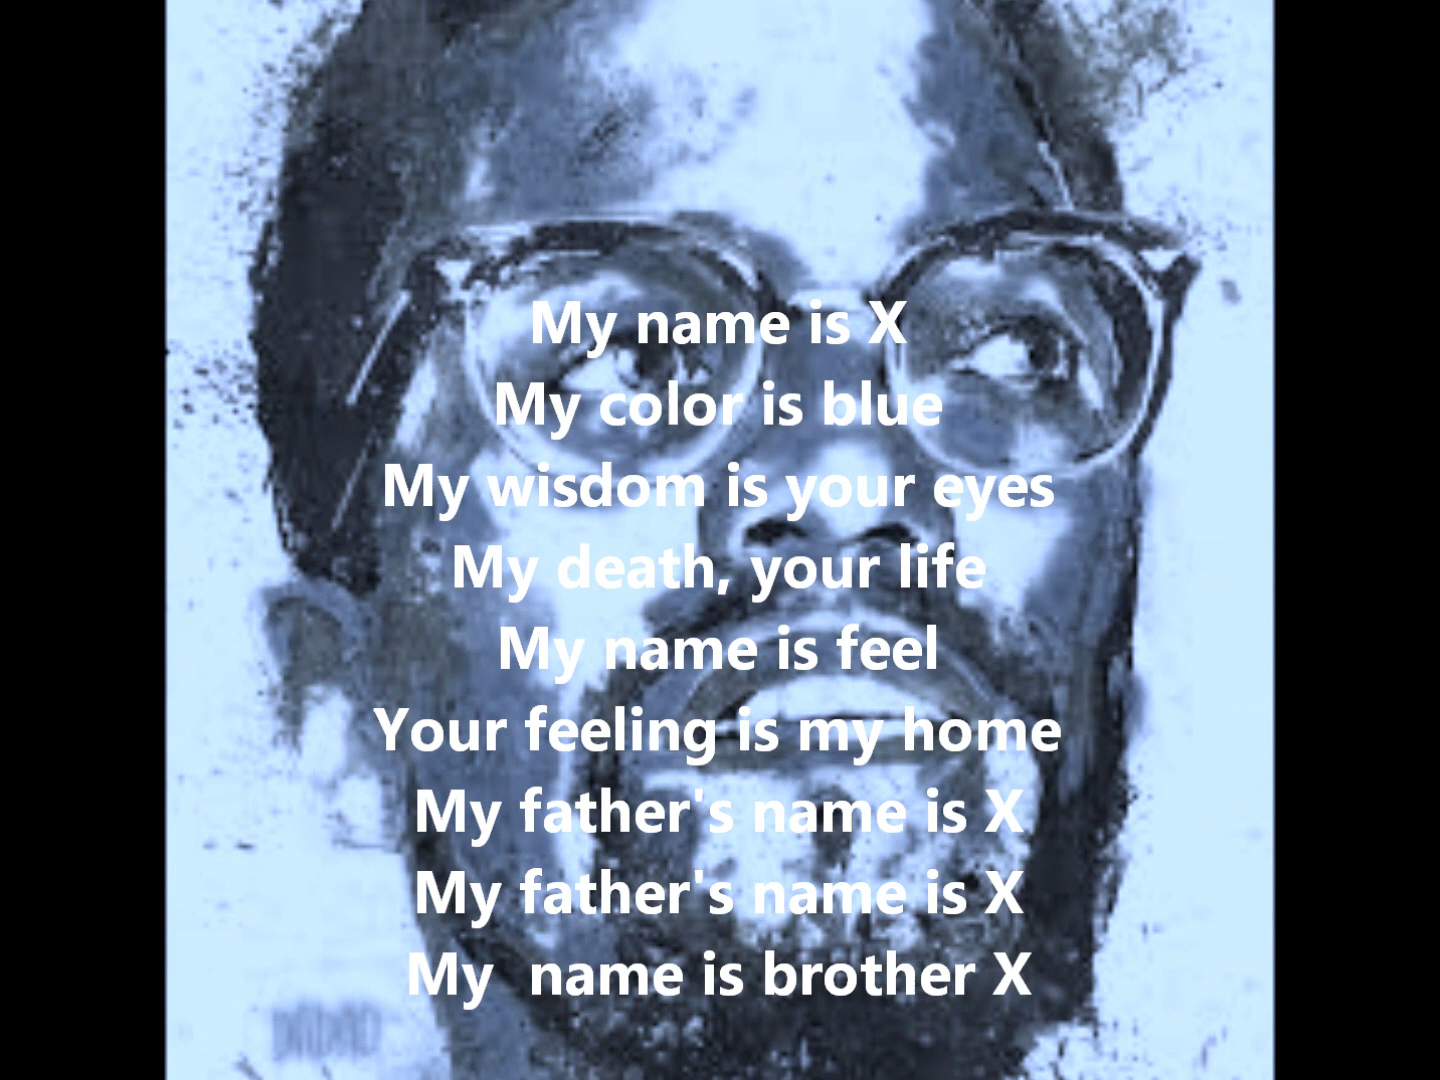 My name is X
My color is blue
My wisdom is your eyes
My death, your life
My name is feel
Your feeling is my home
My father's name is X
My father's name is X
My  name is brother X